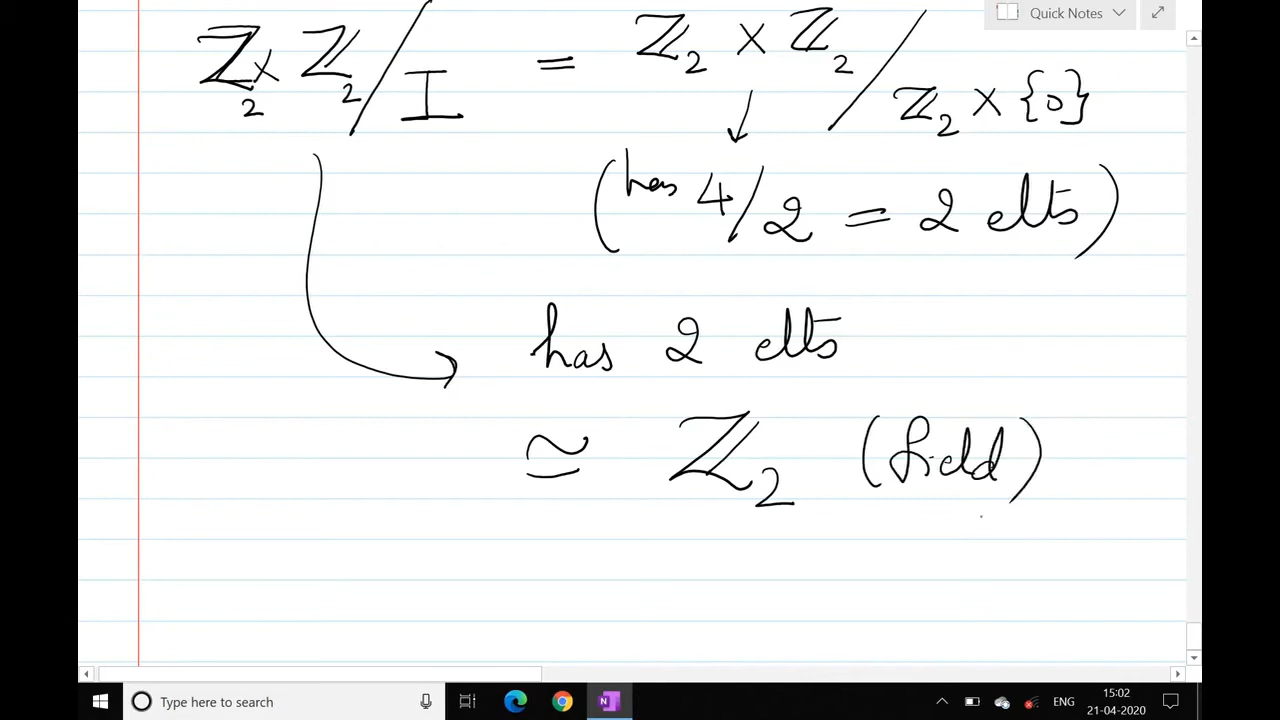 Quick Notes
ℤ₂ × ℤ₂ / I = ℤ₂ × ℤ₂ / ℤ₂ × {0}
(has 4/2 = 2 elts)
has 2 elts
≃ ℤ₂ (field)
Type here to search
ENG
15:02
21-04-2020